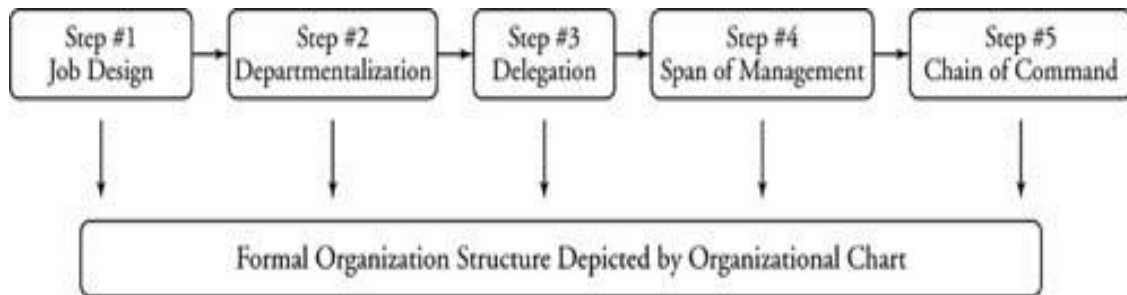 Step #1
Job Design
Step #2
Departmentalization
Step #3
Delegation
Step #4
Span of Management
Step #5
Chain of Command
Formal Organization Structure Depicted by Organizational Chart